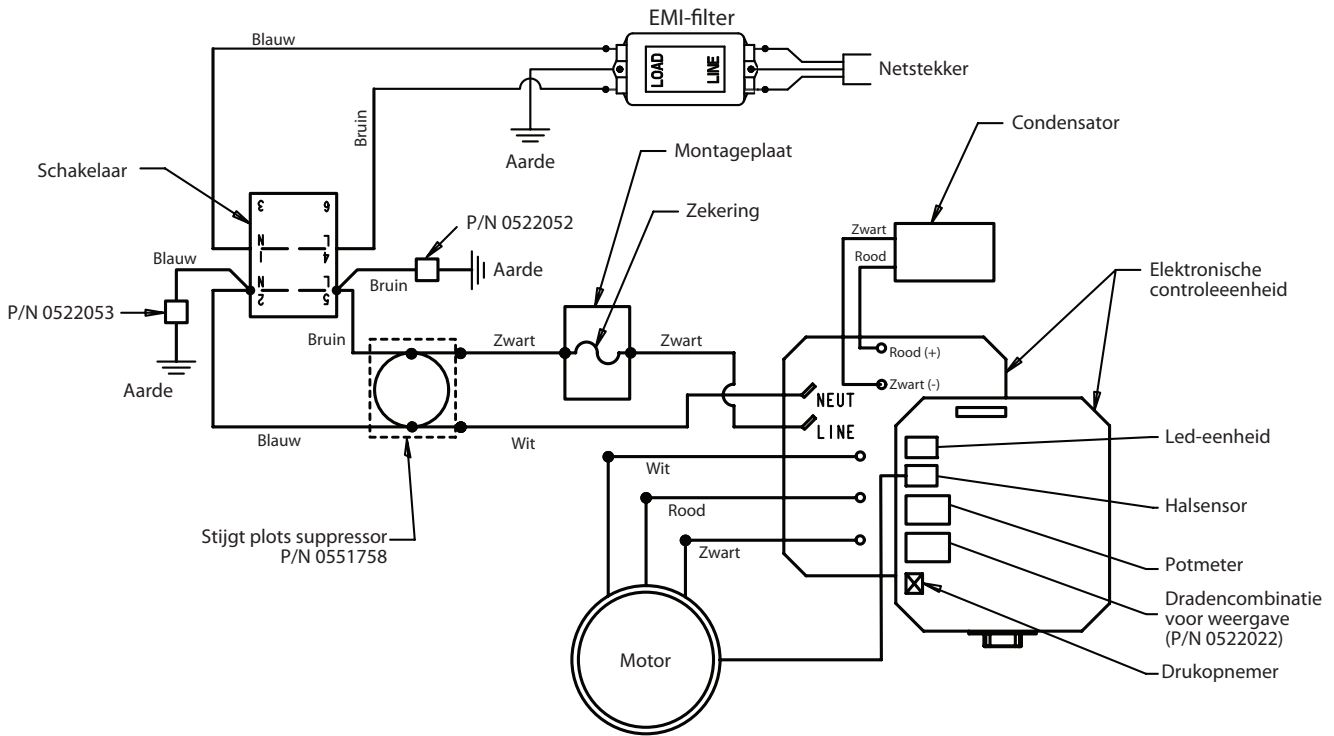 EMI-filter
Blauw
LOAD
LINE
Netstekker
Bruin
Aarde
Condensator
Montageplaat
Schakelaar
Zekering
3
6
P/N 0522052
N
1
L
4
Zwart
Rood
Blauw
N
2
L
5
Bruin
Aarde
Elektronische
controleeenheid
P/N 0522053
Bruin
Zwart
Zwart
Rood (+)
Aarde
Zwart (-)
NEUT
LINE
Blauw
Wit
Led-eenheid
Wit
Halsensor
Rood
Stijgt plots suppressor
P/N 0551758
Zwart
Potmeter
Dradencombinatie
voor weergave
(P/N 0522022)
Motor
Drukopnemer